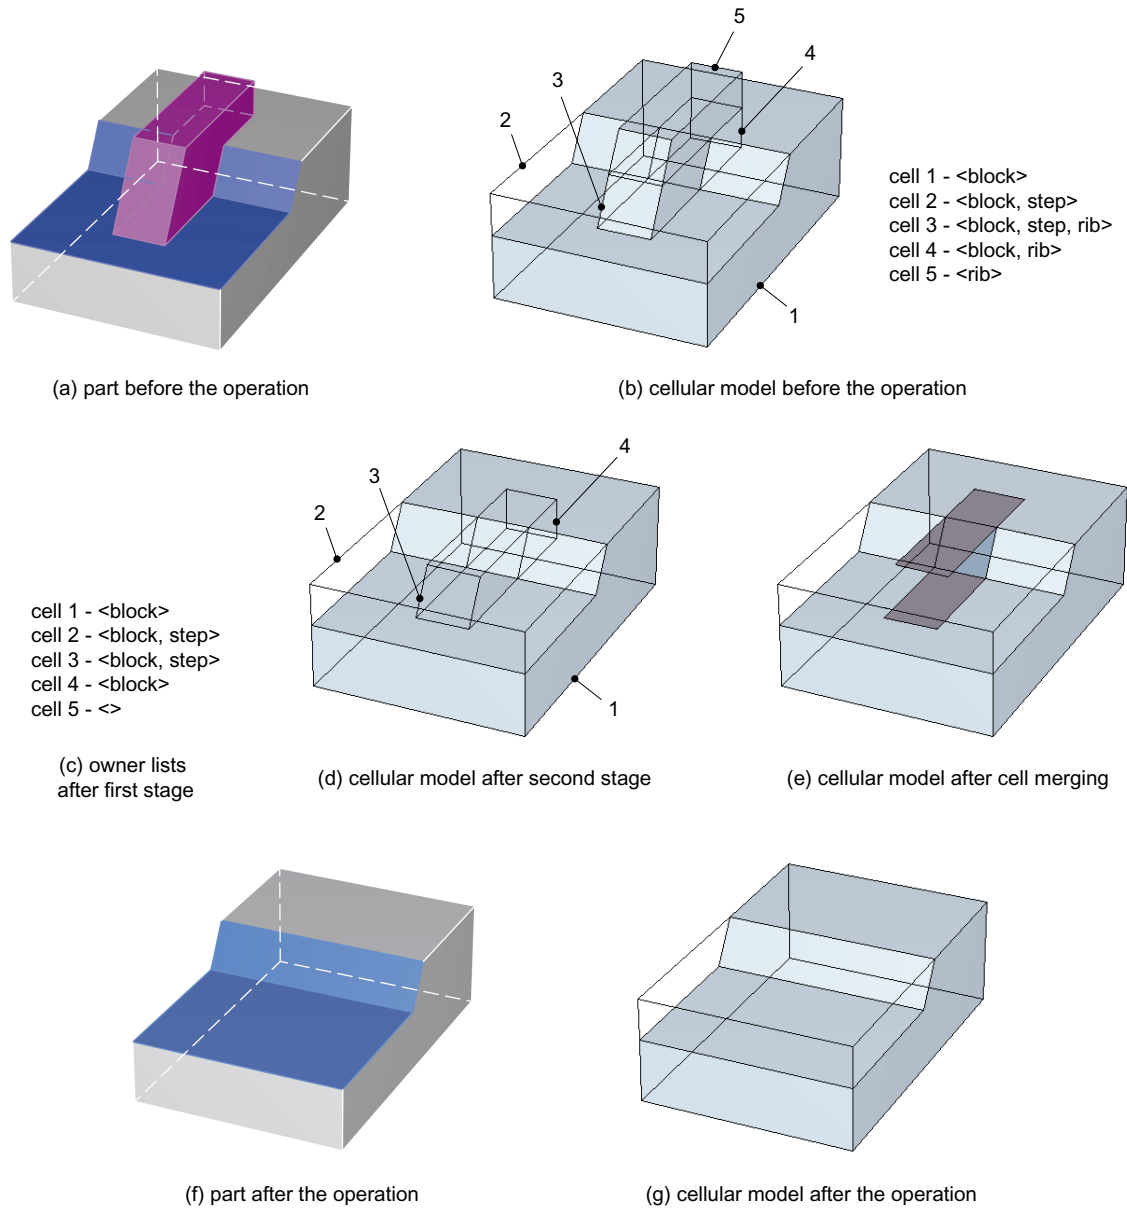 5
4
3
2
1
cell 1 - <block>
cell 2 - <block, step>
cell 3 - <block, step, rib>
cell 4 - <block, rib>
cell 5 - <rib>
(a) part before the operation
(b) cellular model before the operation
4
3
2
1
cell 1 - <block>
cell 2 - <block, step>
cell 3 - <block, step>
cell 4 - <block>
cell 5 - <>
(c) owner lists
after first stage
(d) cellular model after second stage
(e) cellular model after cell merging
(f) part after the operation
(g) cellular model after the operation